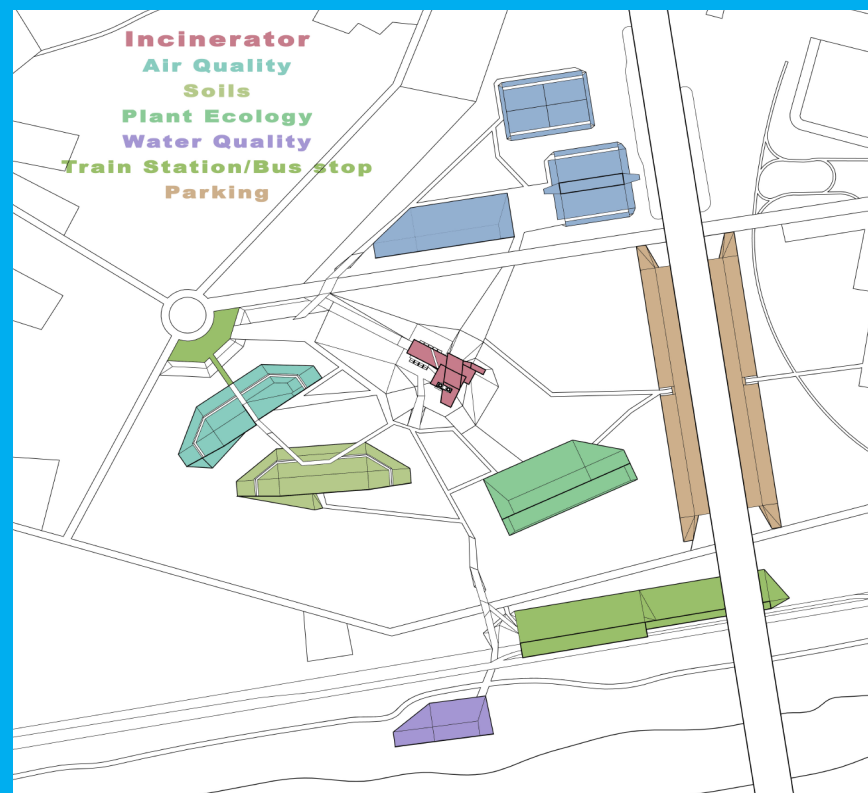 Incinerator
Air Quality
Soils
Plant Ecology
Water Quality
Train Station/Bus stop
Parking